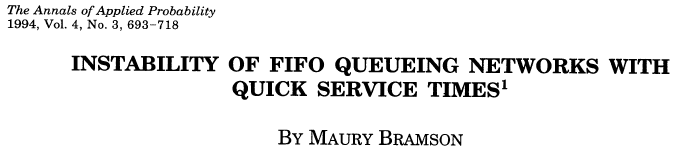 The Annals of Applied Probability
1994, Vol. 4, No. 3, 693–718
INSTABILITY OF FIFO QUEUEING NETWORKS WITH
QUICK SERVICE TIMES¹
BY MAURY BRAMSON